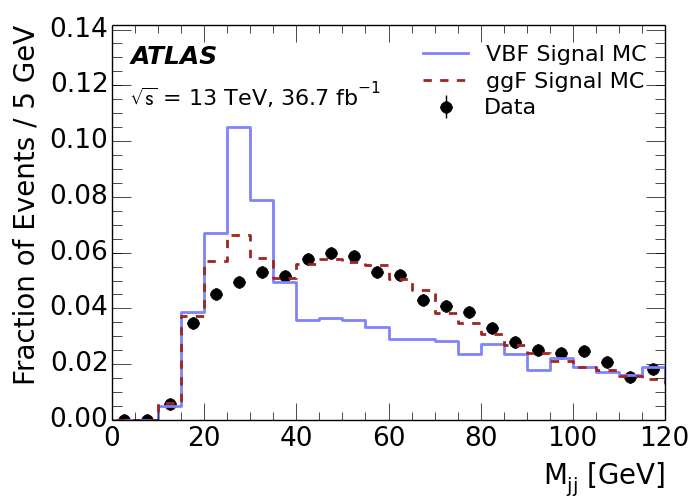 Fraction of Events / 5 GeV
0.14
0.12
0.10
0.08
0.06
0.04
0.02
0.00
ATLAS
√s = 13 TeV, 36.7 fb⁻¹
VBF Signal MC
ggF Signal MC
Data
0 20 40 60 80 100 120
M_jj [GeV]